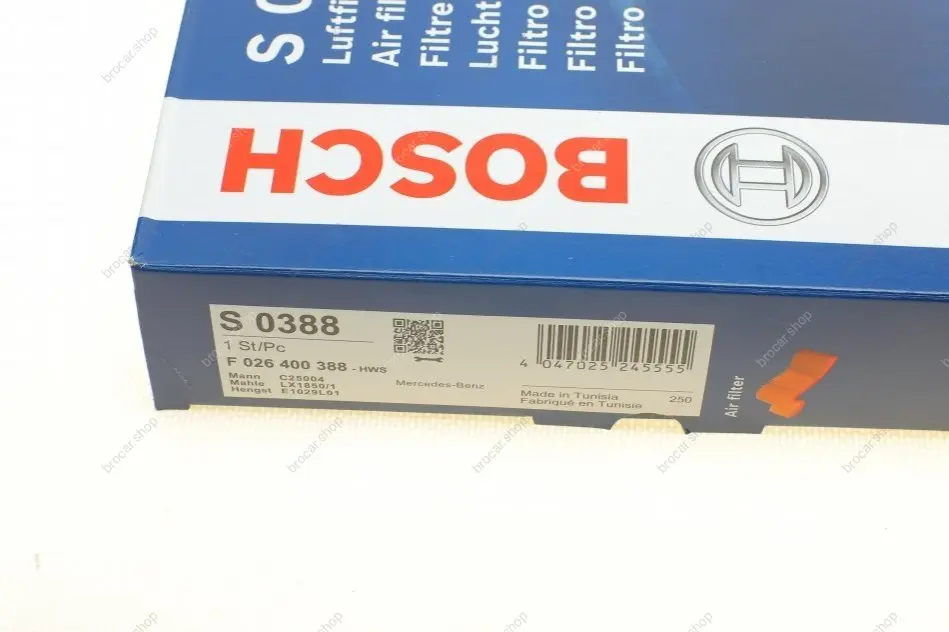 S 0
Luftfi
Air fil
Filtre
Lucht
Filtro
Filtro
Filtro
BOSCH
S 0388
1 St/Pc
F 026 400 388 - HWS
Mann C25004
Mahle LX1850/1
Hengst E1029L01
Mercedes-Benz
4 047025 245555
Made in Tunisia
Fabriqué en Tunisie
250
Air filter
brocar.shop